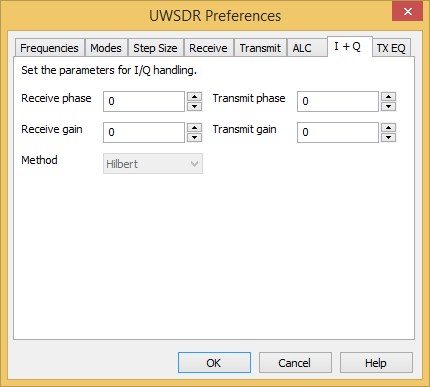 UWSDR Preferences
Frequencies Modes Step Size Receive Transmit ALC I + Q TX EQ
Set the parameters for I/Q handling.
Receive phase 0 Transmit phase 0
Receive gain 0 Transmit gain 0
Method Hilbert
OK Cancel Help